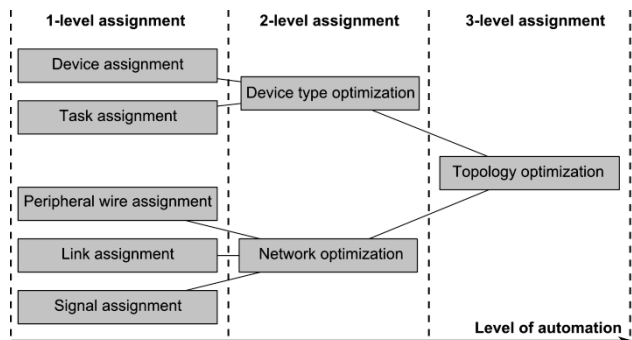 1-level assignment
2-level assignment
3-level assignment
Device assignment
Task assignment
Device type optimization
Topology optimization
Peripheral wire assignment
Link assignment
Network optimization
Signal assignment
Level of automation